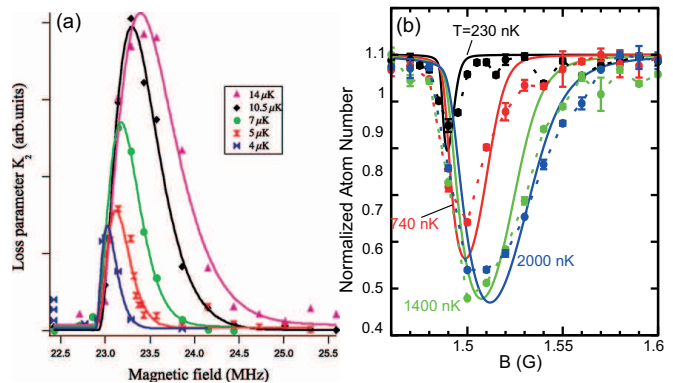 (a)
Loss parameter K2 (arb.units)
14 μK
10.5μK
7 μK
5 μK
4 μK
22.5 23.0 23.5 24.0 24.5 25.0 25.5
Magnetic field (MHz)
(b)
T=230 nK
Normalized Atom Number
1.1
1.1
1
0.9
0.8
0.7
0.6
0.5
0.4
740 nK
2000 nK
1400 nK
1.5 1.55 1.6
B (G)